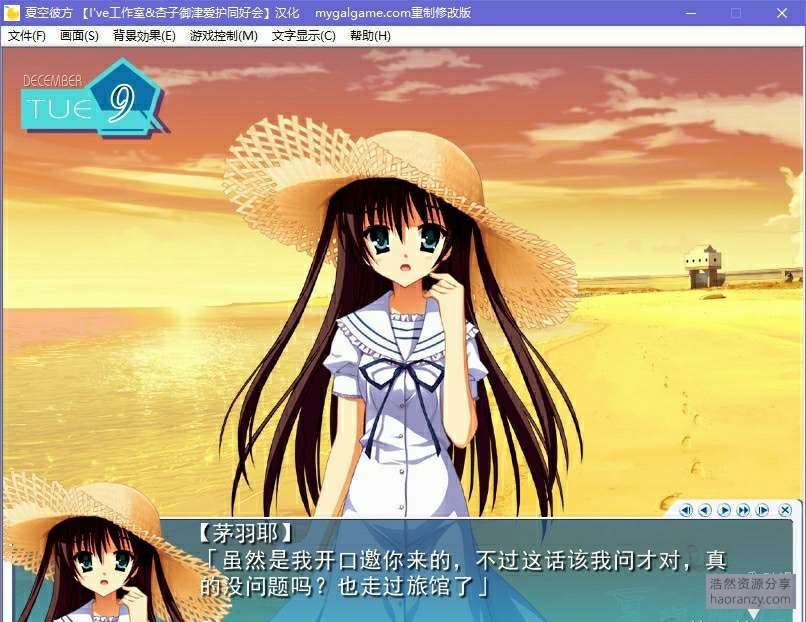 夏空彼方 【I've工作室&杏子御津爱护同好会】汉化 mygalgame.com重制修改版
文件(F) 画面(S) 背景效果(E) 游戏控制(M) 文字显示(C) 帮助(H)
DECEMBER
TUE 9
【茅羽耶】
「虽然是我开口邀你来的，不过这话该我问才对，真
的没问题吗？也走过旅馆了」
浩然资源分享
haoranzy.com